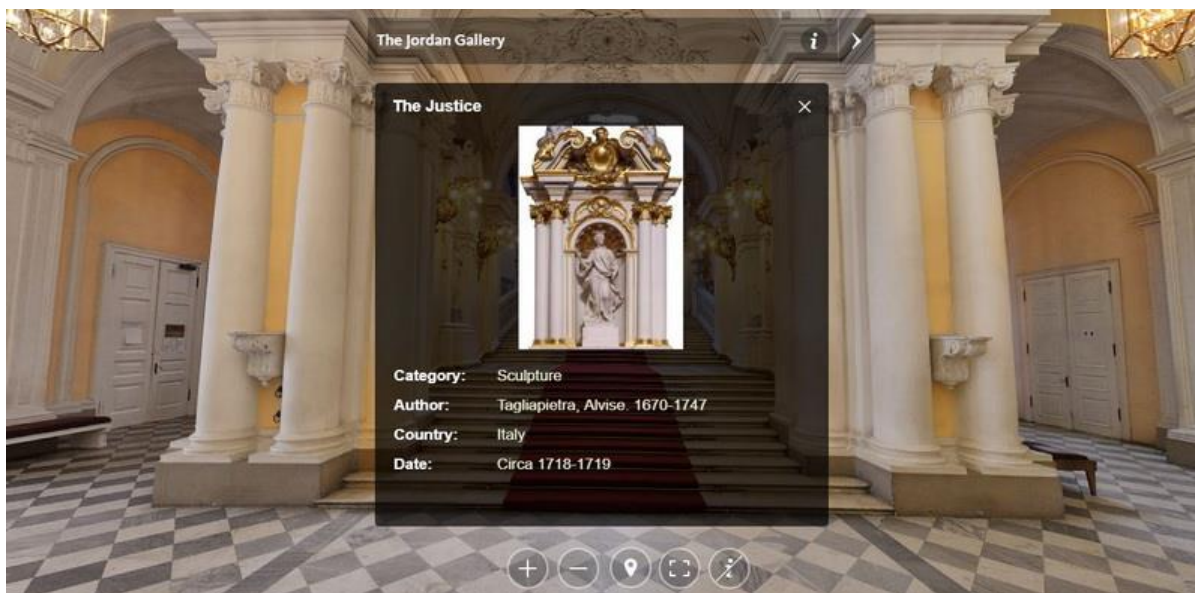 The Jordan Gallery
The Justice
Category: Sculpture
Author: Tagliapietra, Alvise. 1670-1747
Country: Italy
Date: Circa 1718-1719